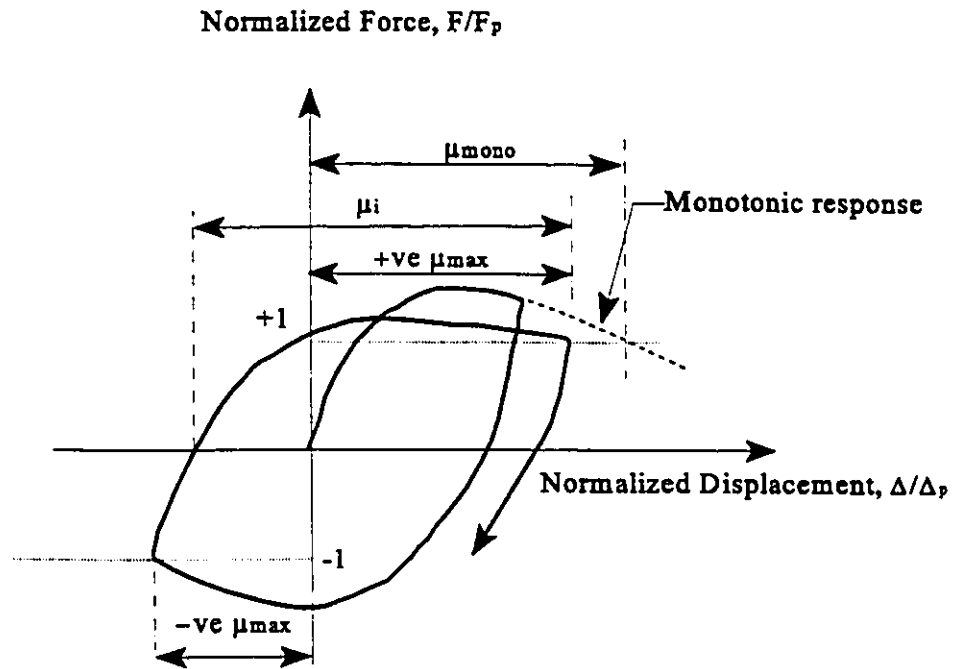 Normalized Force, F/Fp
μmono
Monotonic response
μi
+ve μmax
+1
Normalized Displacement, Δ/Δp
-1
-ve μmax